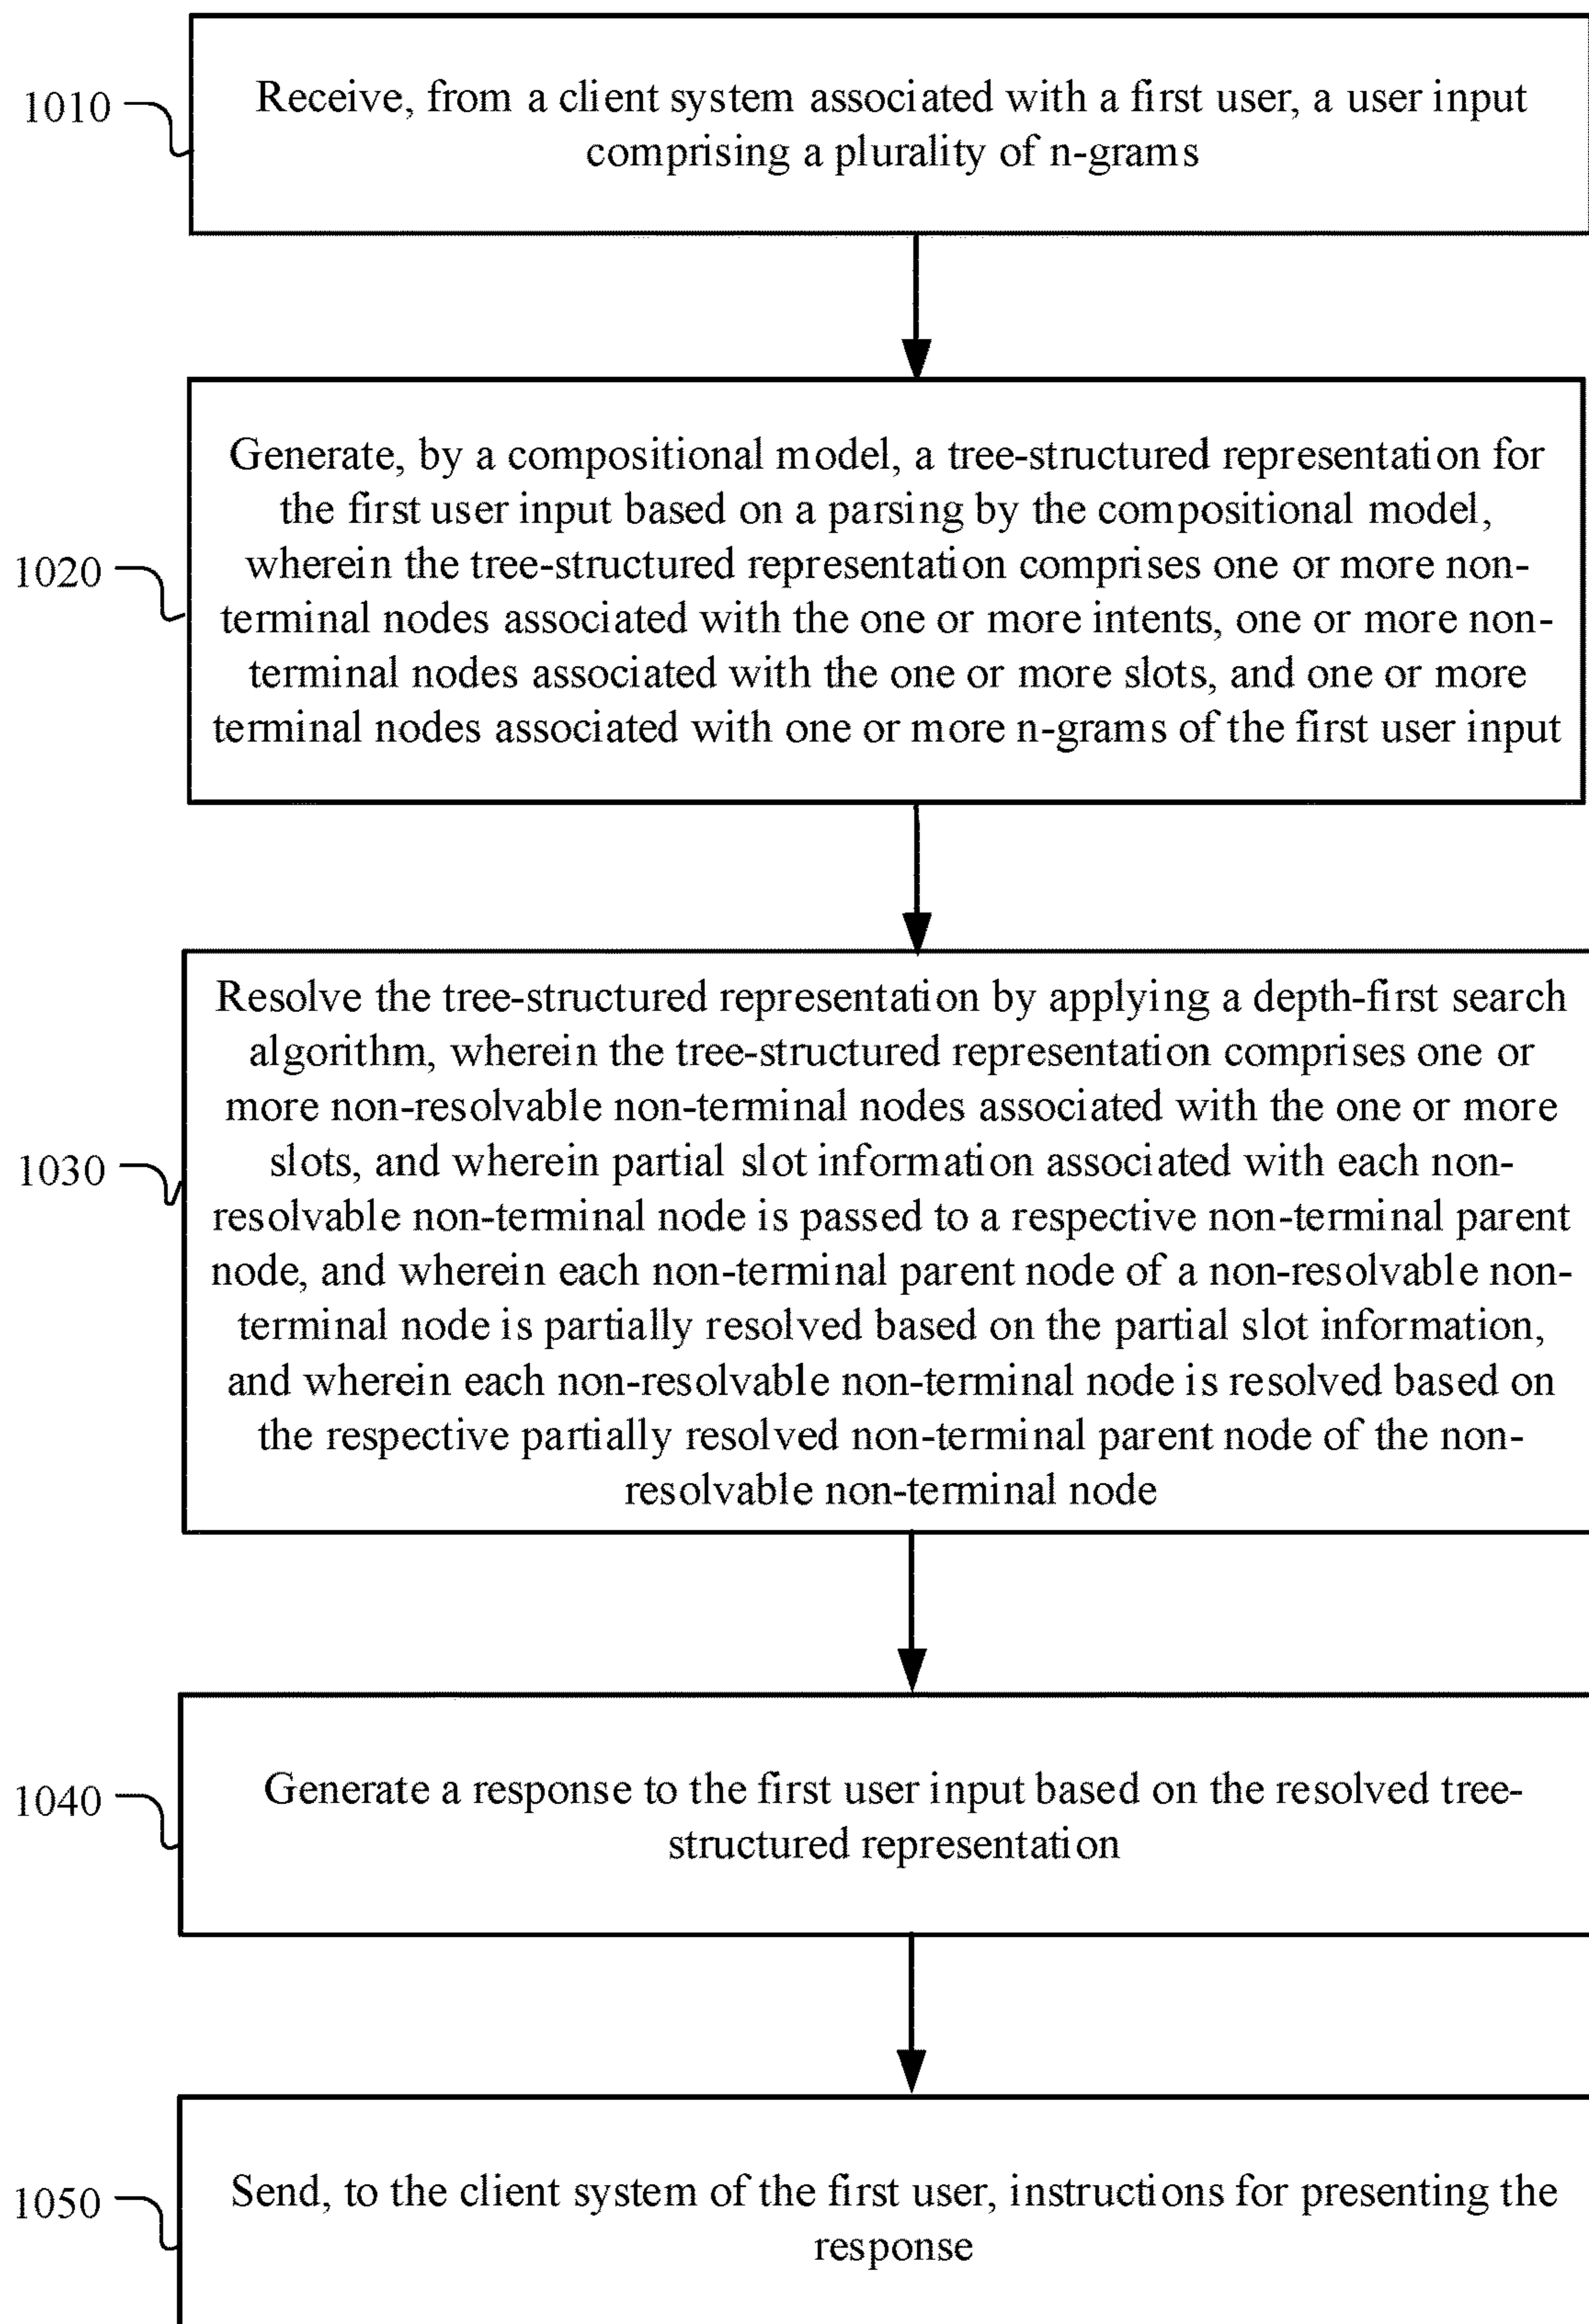 Receive, from a client system associated with a first user, a user input
1010
comprising a plurality of n-grams
Generate, by a compositional model, a tree-structured representation for
the first user input based on a parsing by the compositional model,
1020
wherein the tree-structured representation comprises one or more non-
terminal nodes associated with the one or more intents, one or more non-
terminal nodes associated with the one or more slots, and one or more
terminal nodes associated with one or more n-grams of the first user input
Resolve the tree-structured representation by applying a depth-first search
algorithm, wherein the tree-structured representation comprises one or
more non-resolvable non-terminal nodes associated with the one or more
1030
slots, and wherein partial slot information associated with each non-
resolvable non-terminal node is passed to a respective non-terminal parent
node, and wherein each non-terminal parent node of a non-resolvable non-
terminal node is partially resolved based on the partial slot information,
and wherein each non-resolvable non-terminal node is resolved based on
the respective partially resolved non-terminal parent node of the non-
resolvable non-terminal node
1040
Generate a response to the first user input based on the resolved tree-
structured representation
1050
Send, to the client system of the first user, instructions for presenting the
response